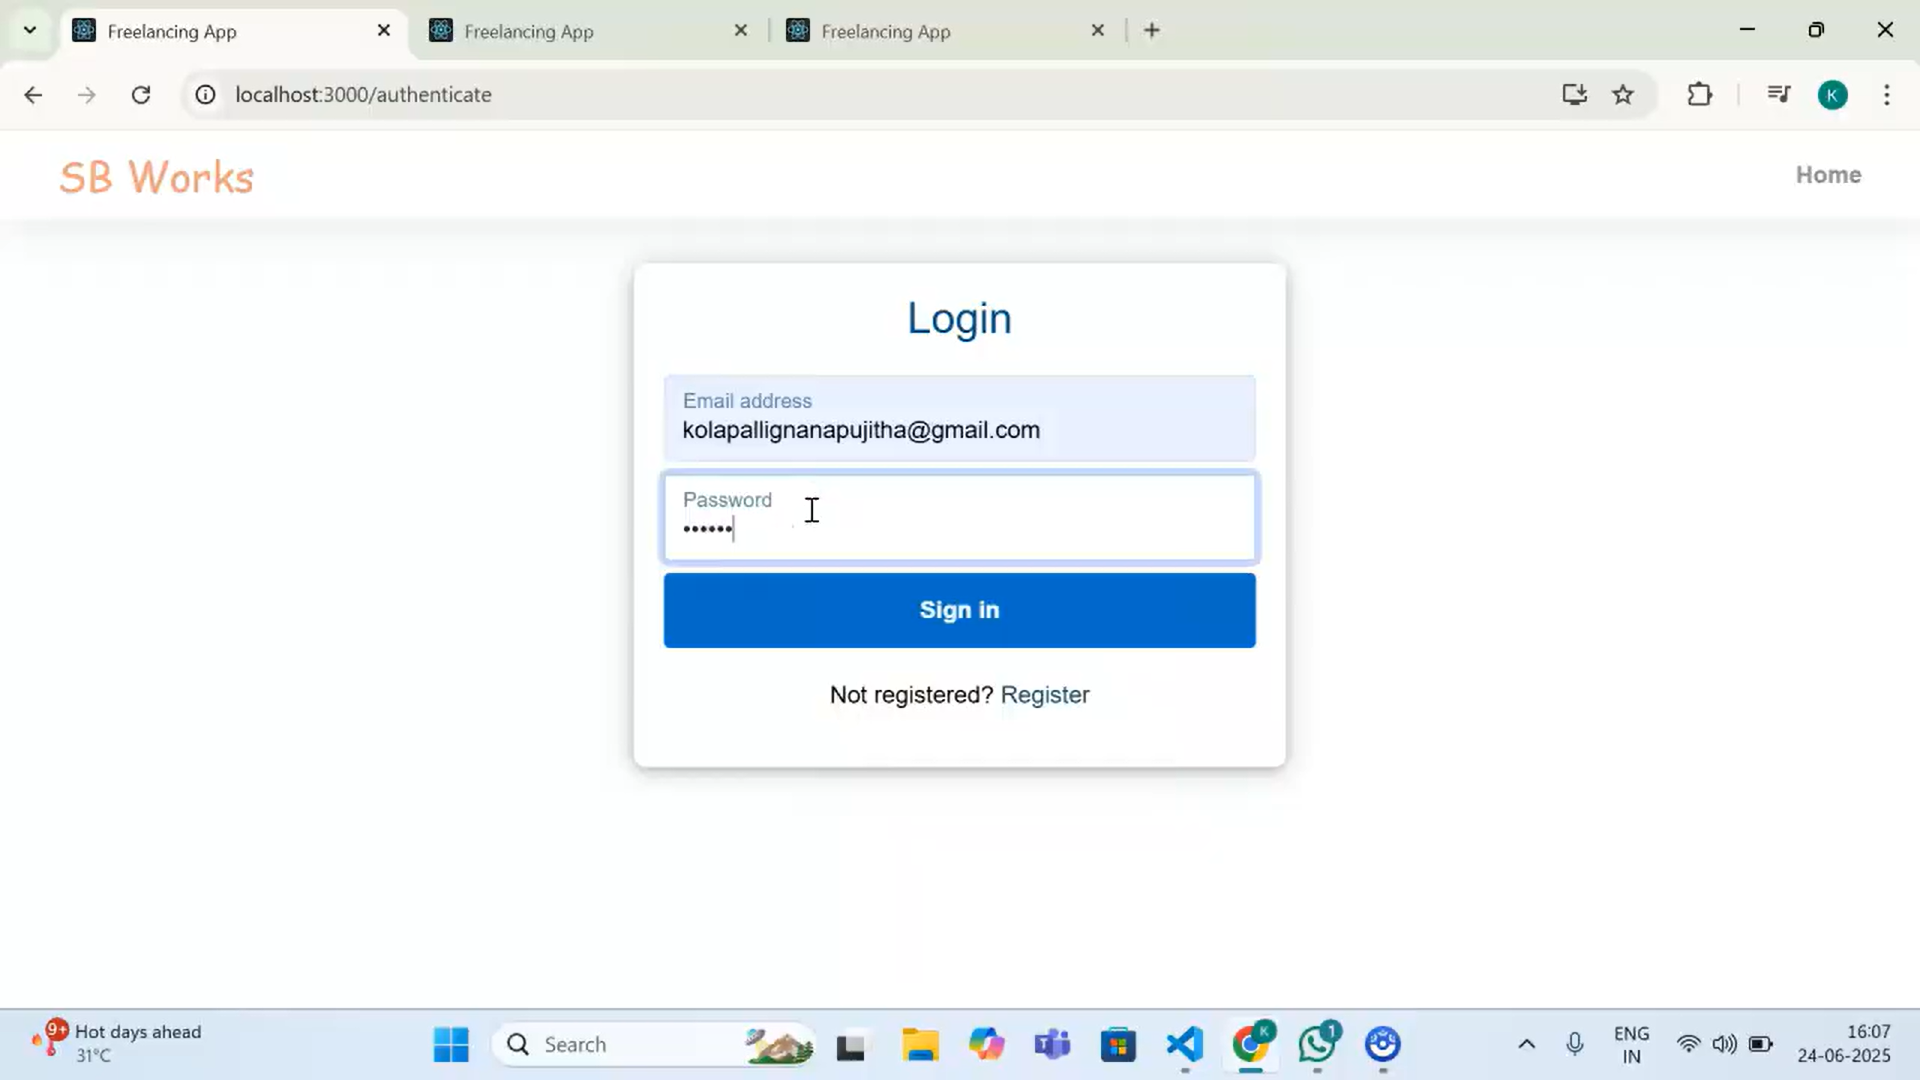 Freelancing App
Freelancing App
Freelancing App
localhost:3000/authenticate
K
SB Works
Home
Login
Email address
kolapallignanapujitha@gmail.com
Password
••••••
Sign in
Not registered? Register
9+
Hot days ahead
31°C
Search
K
1
ENG
IN
16:07
24-06-2025